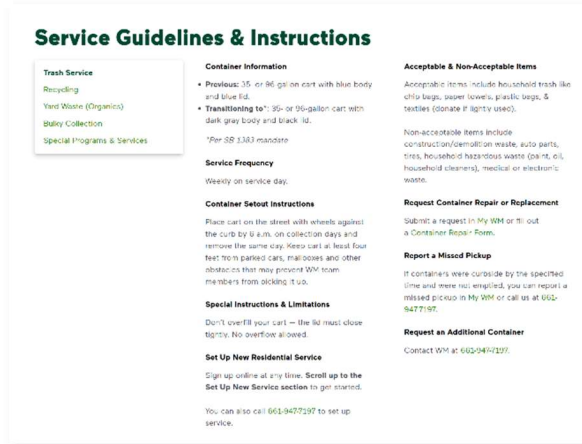 Service Guidelines & Instructions
Trash Service
Recycling
Yard Waste (Organics)
Bulky Collection
Special Programs & Services
Container Information
• Previous: 35- or 96-gallon cart with blue body
and blue lid.
• Transitioning to*: 35- or 96-gallon cart with
dark gray body and black lid.
*Per SB 1383 mandate
Service Frequency
Weekly on service day.
Container Setout Instructions
Place cart on the street with wheels against
the curb by 6 a.m. on collection days and
remove the same day. Keep cart at least four
feet from parked cars, mailboxes and other
obstacles that may prevent WM team
members from picking it up.
Special Instructions & Limitations
Don't overfill your cart — the lid must close
tightly. No overflow allowed.
Set Up New Residential Service
Sign up online at any time. Scroll up to the
Set Up New Service section to get started.
You can also call 661-947-7197 to set up
service.
Acceptable & Non-Acceptable Items
Acceptable items include household trash like
chip bags, paper towels, plastic bags, &
textiles (donate if lightly used).
Non-acceptable items include
construction/demolition waste, auto parts,
tires, household hazardous waste (paint, oil,
household cleaners), medical or electronic
waste.
Request Container Repair or Replacement
Submit a request in My WM or fill out
a Container Repair Form.
Report a Missed Pickup
If containers were curbside by the specified
time and were not emptied, you can report a
missed pickup in My WM or call us at 661-
947-7197.
Request an Additional Container
Contact WM at 661-947-7197.